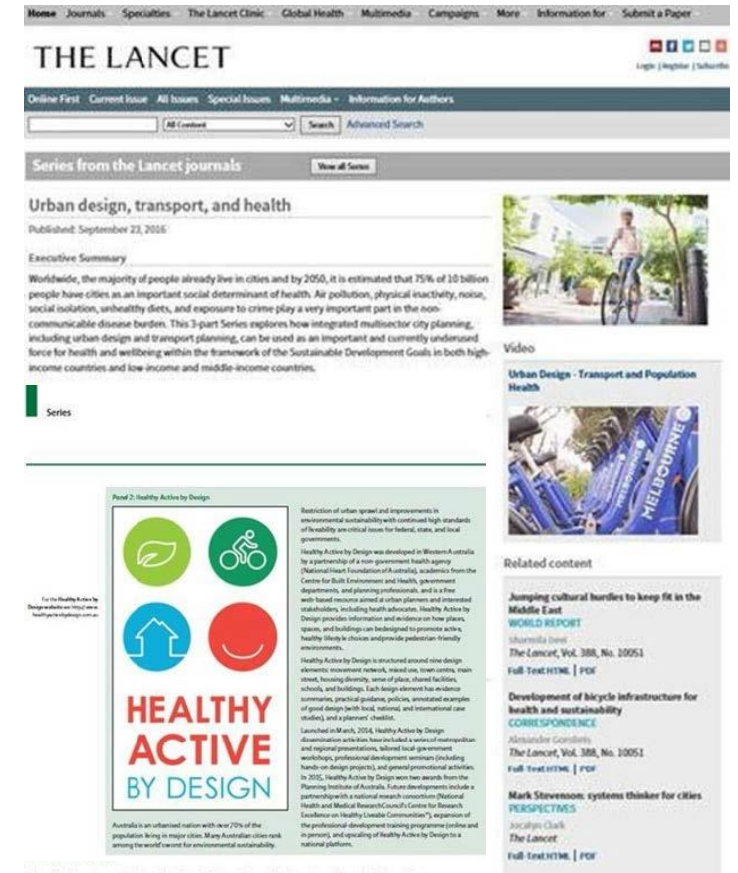 Home Journals Specialties The Lancet Clinic Global Health Multimedia Campaigns More Information for Submit a Paper
THE LANCET
Login | Register | Subscribe
Online First Current Issue All Issues Special Issues Multimedia Information for Authors
All Content Search Advanced Search
Series from the Lancet journals View all Series
Urban design, transport, and health
Published: September 23, 2016
Executive Summary
Worldwide, the majority of people already live in cities and by 2050, it is estimated that 75% of 10 billion
people have cities as an important social determinant of health. Air pollution, physical inactivity, noise,
social isolation, unhealthy diets, and exposure to crime play a very important part in the non-
communicable disease burden. This 3-part Series explores how integrated multisector city planning,
including urban design and transport planning, can be used as an important and currently underused
force for health and wellbeing within the framework of the Sustainable Development Goals in both high-
income countries and low-income and middle-income countries.
Series
Panel 2: Healthy Active by Design
For the Healthy Active by
Design website see http://www.
healthyactivebydesign.com.au
HEALTHY
ACTIVE
BY DESIGN
Australia is an urbanised nation with over 70% of the
population living in major cities. Many Australian cities rank
among the world's worst for environmental sustainability.
Restriction of urban sprawl and improvements in
environmental sustainability with continued high standards
of liveability are critical issues for federal, state, and local
governments.
Healthy Active by Design was developed in Western Australia
by a partnership of a non-government health agency
(National Heart Foundation of Australia), academics from the
Centre for Built Environment and Health, government
departments, and planning professionals, and is a free
web-based resource aimed at urban planners and interested
stakeholders, including health advocates. Healthy Active by
Design provides information and evidence on how places,
spaces, and buildings can be redesigned to promote active,
healthy lifestyle choices and provide pedestrian-friendly
environments.
Healthy Active by Design is structured around nine design
elements: movement network, mixed use, town centre, main
street, housing diversity, sense of place, shared facilities,
schools, and buildings. Each design element has evidence
summaries, practical guidance, policies, annotated examples
of good design (with local, national, and international case
studies), and a planners' checklist.
Launched in March, 2014, Healthy Active by Design
dissemination activities have included a series of metropolitan
and regional presentations, tailored local government
workshops, professional development seminars (including
hands-on design projects), and general promotional activities.
In 2015, Healthy Active by Design won two awards from the
Planning Institute of Australia. Future developments include a
partnership with a national research consortium (National
Health and Medical Research Council's Centre for Research
Excellence on Healthy Liveable Communities), expansion of
the professional development training programme (online and
in person), and upscaling of Healthy Active by Design to a
national platform.
Video
Urban Design - Transport and Population
Health
MELBOURNE
MELBOURNE
Related content
Jumping cultural hurdles to keep fit in the
Middle East
WORLD REPORT
Sharmila Devi
The Lancet, Vol. 388, No. 10051
Full-Text HTML | PDF
Development of bicycle infrastructure for
health and sustainability
CORRESPONDENCE
Alexander
The Lancet, Vol. 388, No. 10051
Full-Text HTML | PDF
Mark Stevenson: systems thinker for cities
PERSPECTIVES
Jocalyn Clark
The Lancet
Full-Text HTML | PDF